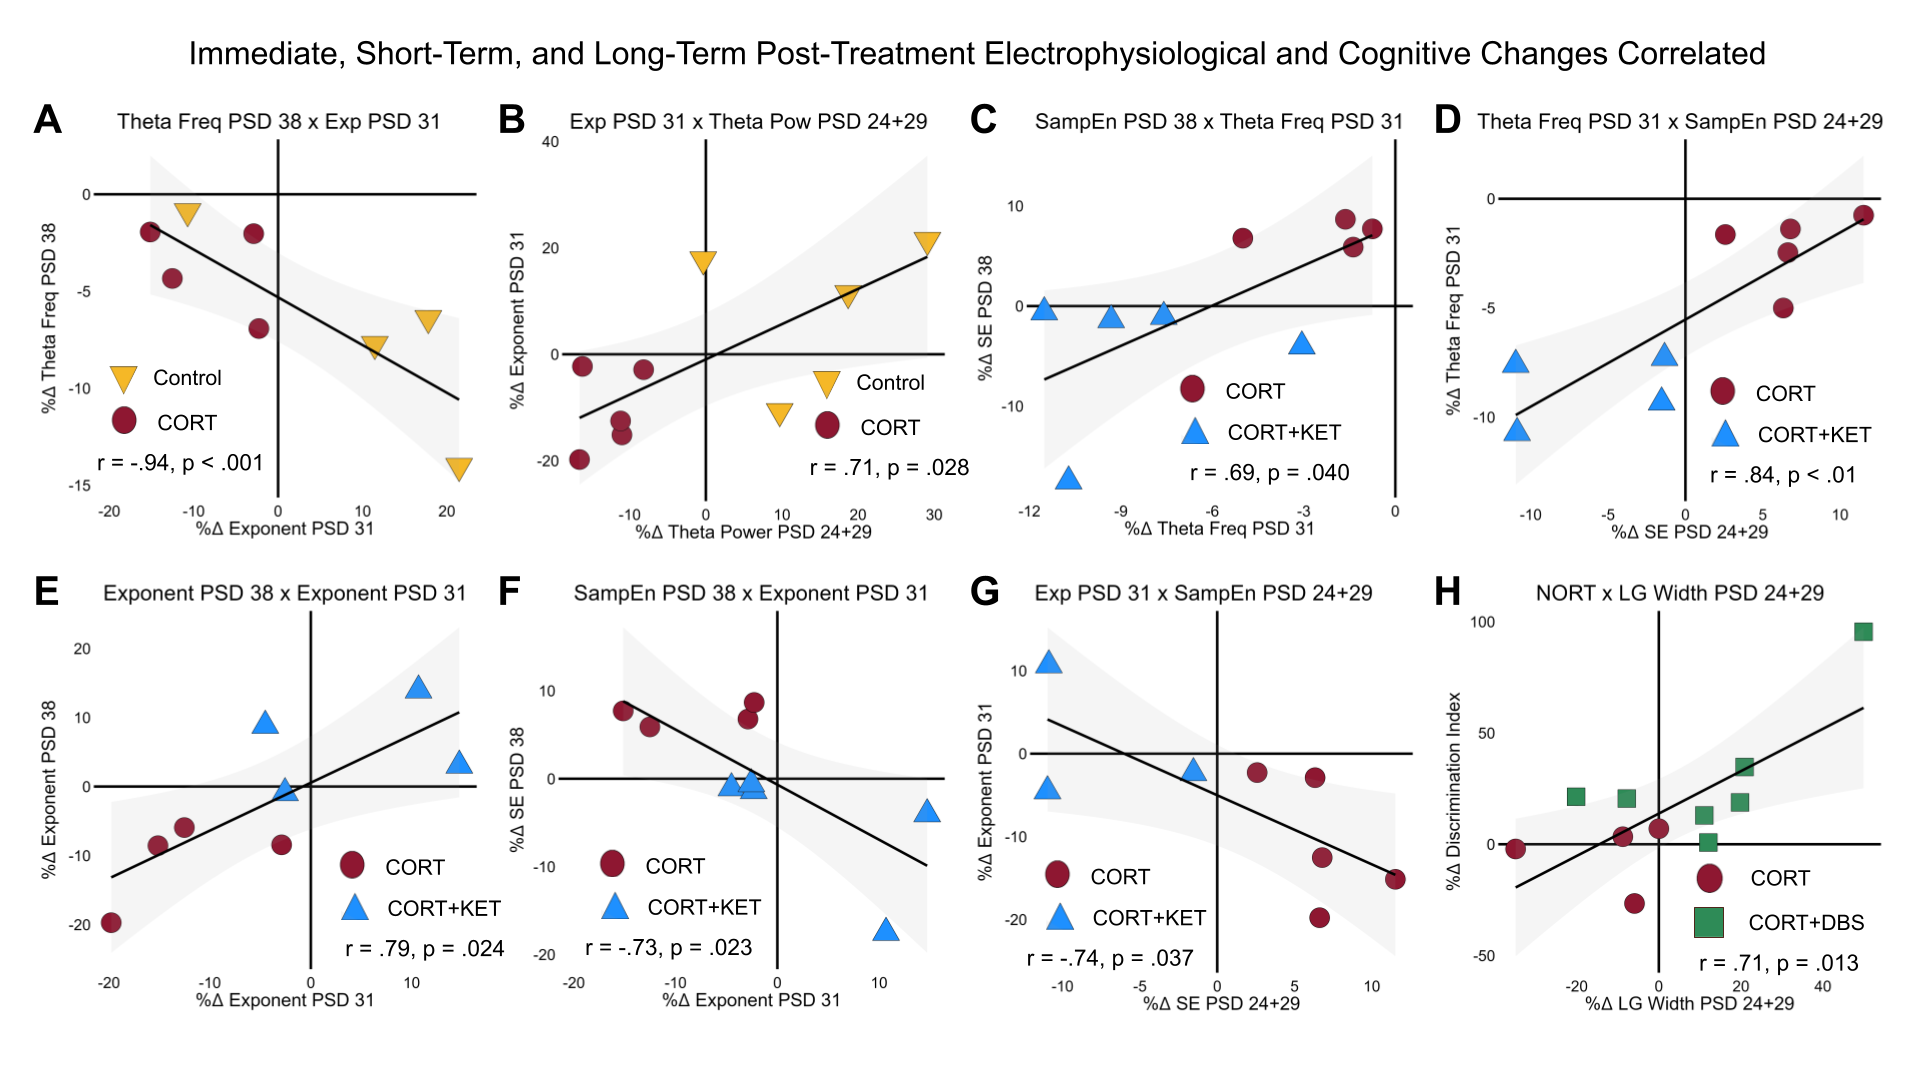 Immediate, Short-Term, and Long-Term Post-Treatment Electrophysiological and Cognitive Changes Correlated
A
Theta Freq PSD 38 x Exp PSD 31
%Δ Theta Freq PSD 38
0
-5
-10
-15
Control
CORT
r = -.94, p < .001
-20
-10
0
10
20
%Δ Exponent PSD 31
B
Exp PSD 31 x Theta Pow PSD 24+29
%Δ Exponent PSD 31
40
20
0
-20
Control
CORT
r = .71, p = .028
-10
0
10
20
30
%Δ Theta Power PSD 24+29
C
SampEn PSD 38 x Theta Freq PSD 31
%Δ SE PSD 38
10
0
-10
CORT
CORT+KET
r = .69, p = .040
-12
-9
-6
-3
0
%Δ Theta Freq PSD 31
D
Theta Freq PSD 31 x SampEn PSD 24+29
%Δ Theta Freq PSD 31
0
-5
-10
CORT
CORT+KET
r = .84, p < .01
-10
-5
0
5
10
%Δ SE PSD 24+29
E
Exponent PSD 38 x Exponent PSD 31
%Δ Exponent PSD 38
20
10
0
-10
-20
CORT
CORT+KET
r = .79, p = .024
-20
-10
0
10
%Δ Exponent PSD 31
F
SampEn PSD 38 x Exponent PSD 31
%Δ SE PSD 38
10
0
-10
-20
CORT
CORT+KET
r = -.73, p = .023
-20
-10
0
10
%Δ Exponent PSD 31
G
Exp PSD 31 x SampEn PSD 24+29
%Δ Exponent PSD 31
10
0
-10
-20
CORT
CORT+KET
r = -.74, p = .037
-10
-5
0
5
10
%Δ SE PSD 24+29
H
NORT x LG Width PSD 24+29
%Δ Discrimination Index
100
50
0
-50
CORT
CORT+DBS
r = .71, p = .013
-20
0
20
40
%Δ LG Width PSD 24+29